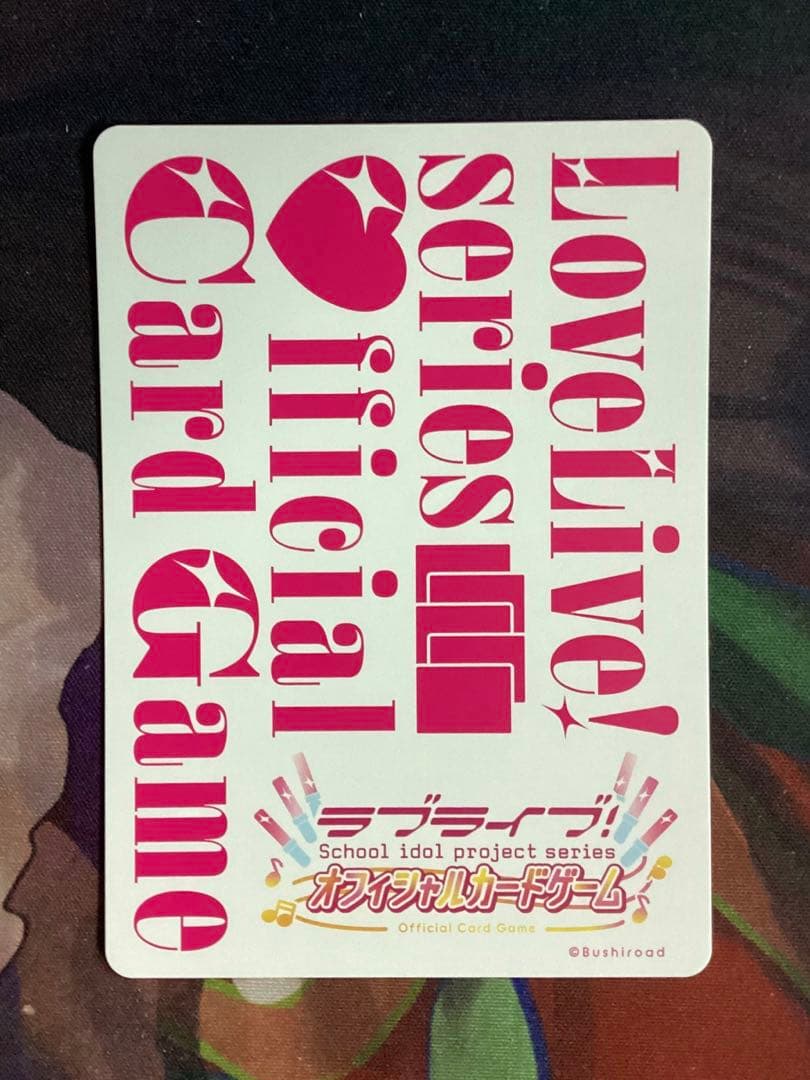 LoveLive!
series
♥fficial
Card Game
ラブライブ!
School idol project series
オフィシャルカードゲーム
Official Card Game
©Bushiroad